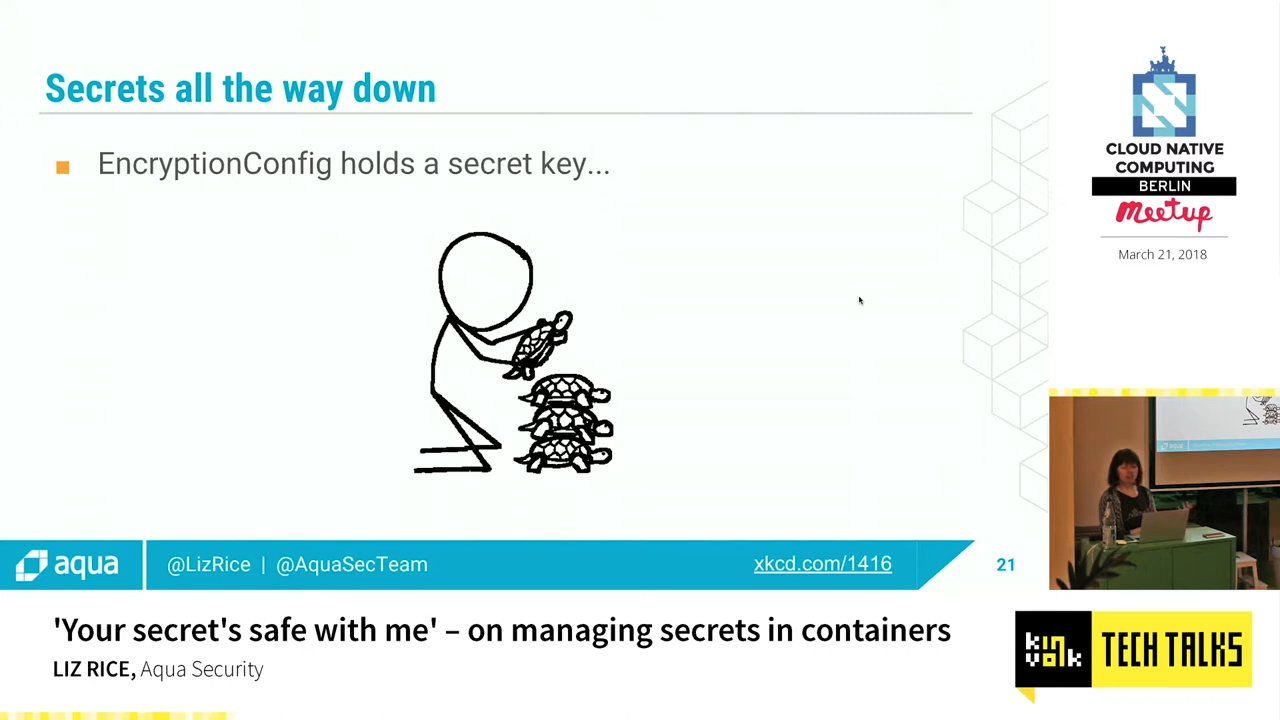 Secrets all the way down
EncryptionConfig holds a secret key...
aqua
@LizRice | @AquaSecTeam
xkcd.com/1416
21
CLOUD NATIVE
COMPUTING
BERLIN
Meetup
March 21, 2018
aqua
'Your secret's safe with me' – on managing secrets in containers
LIZ RICE, Aqua Security
kinvolk
TECH TALKS